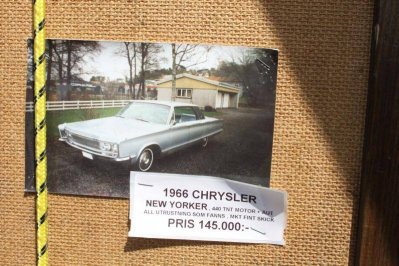 1966 CHRYSLER
NEW YORKER . 440 TNT MOTOR + AUT
ALL UTRUSTNING SOM FANNS . MKT FINT SKICK
PRIS 145.000:-